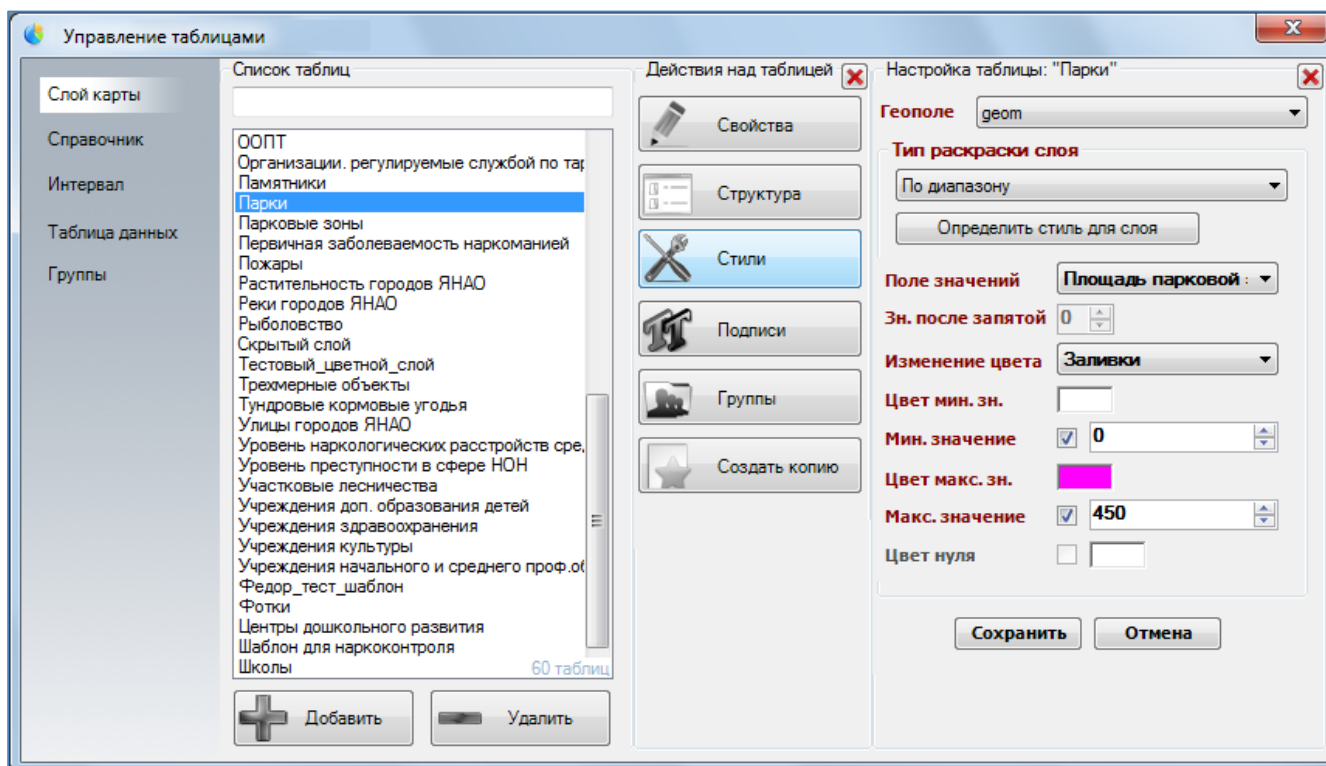 Управление таблицами
Слой карты
Справочник
Интервал
Таблица данных
Группы
Список таблиц
ООПТ
Организации. регулируемые службой по тар
Памятники
Парки
Парковые зоны
Первичная заболеваемость наркоманией
Пожары
Растительность городов ЯНАО
Реки городов ЯНАО
Рыболовство
Скрытый слой
Тестовый_цветной_слой
Трехмерные объекты
Тундровые кормовые угодья
Улицы городов ЯНАО
Уровень наркологических расстройств сре,
Уровень преступности в сфере НОН
Участковые лесничества
Учреждения доп. образования детей
Учреждения здравоохранения
Учреждения культуры
Учреждения начального и среднего проф.об
Федор_тест_шаблон
Фотки
Центры дошкольного развития
Шаблон для наркоконтроля
Школы
60 таблиц
Добавить
Удалить
Действия над таблицей
Свойства
Структура
Стили
Подписи
Группы
Создать копию
Настройка таблицы: "Парки"
Геополе geom
Тип раскраски слоя
По диапазону
Определить стиль для слоя
Поле значений Площадь парковой :
Зн. после запятой 0
Изменение цвета Заливки
Цвет мин. зн.
Мин. значение 0
Цвет макс. зн.
Макс. значение 450
Цвет нуля
Сохранить Отмена